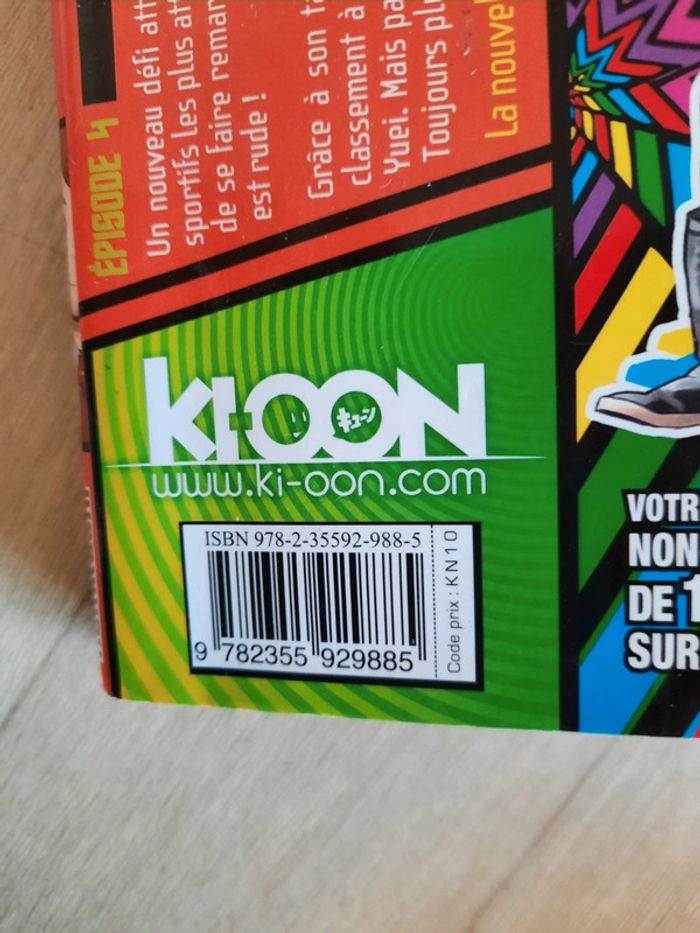 ÉPISODE 4
Un nouveau défi att
sportifs les plus at
de se faire remar
est rude !
Grâce à son ta
classement à
Yuei. Mais pa
Toujours pl
La nouve
KI-OON
キューン
www.ki-oon.com
ISBN 978-2-35592-988-5
9 782355 929885
Code prix : KN10
VOTR
NON
DE 1
SUR